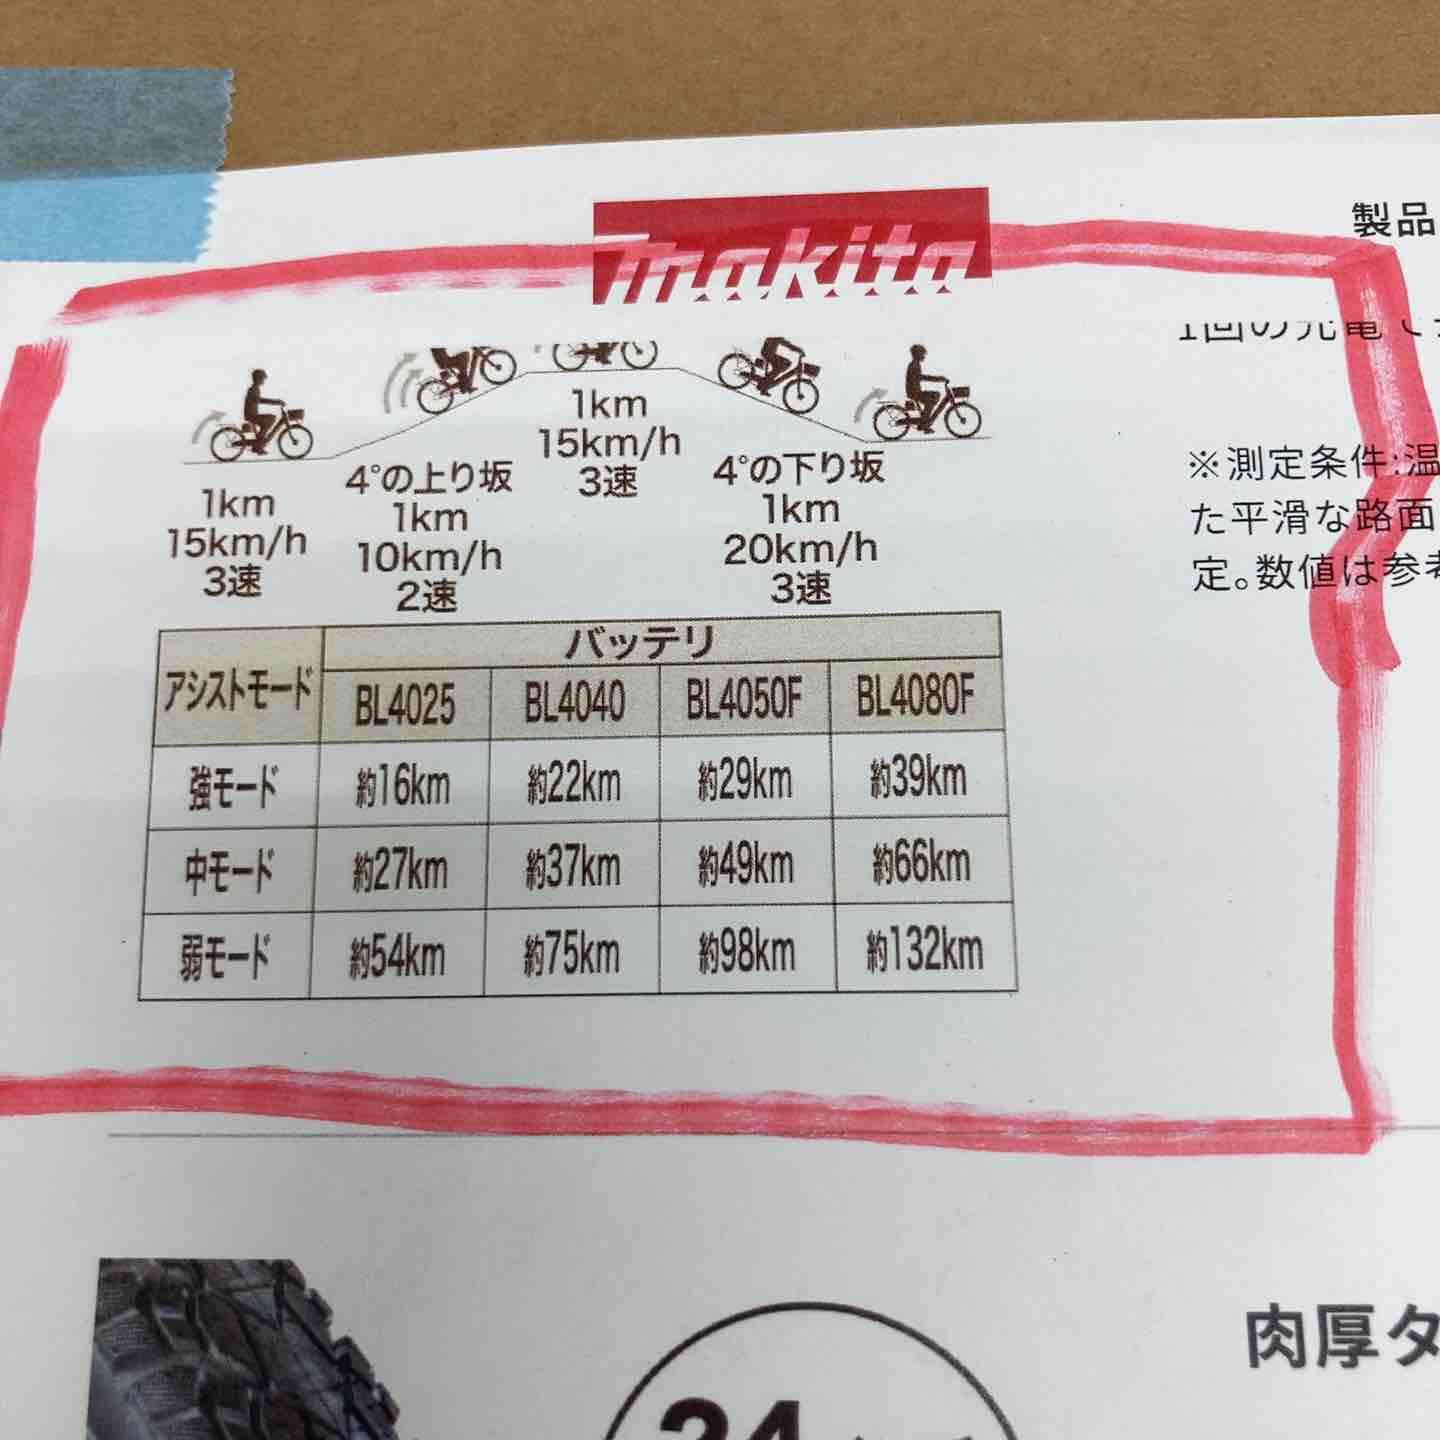 makita
製品
1回の充電で
※測定条件:温
た平滑な路面
定。数値は参考
1km
15km/h
3速
4°の上り坂
1km
10km/h
2速
1km
15km/h
3速
4°の下り坂
1km
20km/h
3速
アシストモード バッテリ
BL4025 BL4040 BL4050F BL4080F
強モード 約16km 約22km 約29km 約39km
中モード 約27km 約37km 約49km 約66km
弱モード 約54km 約75km 約98km 約132km
肉厚タ
24